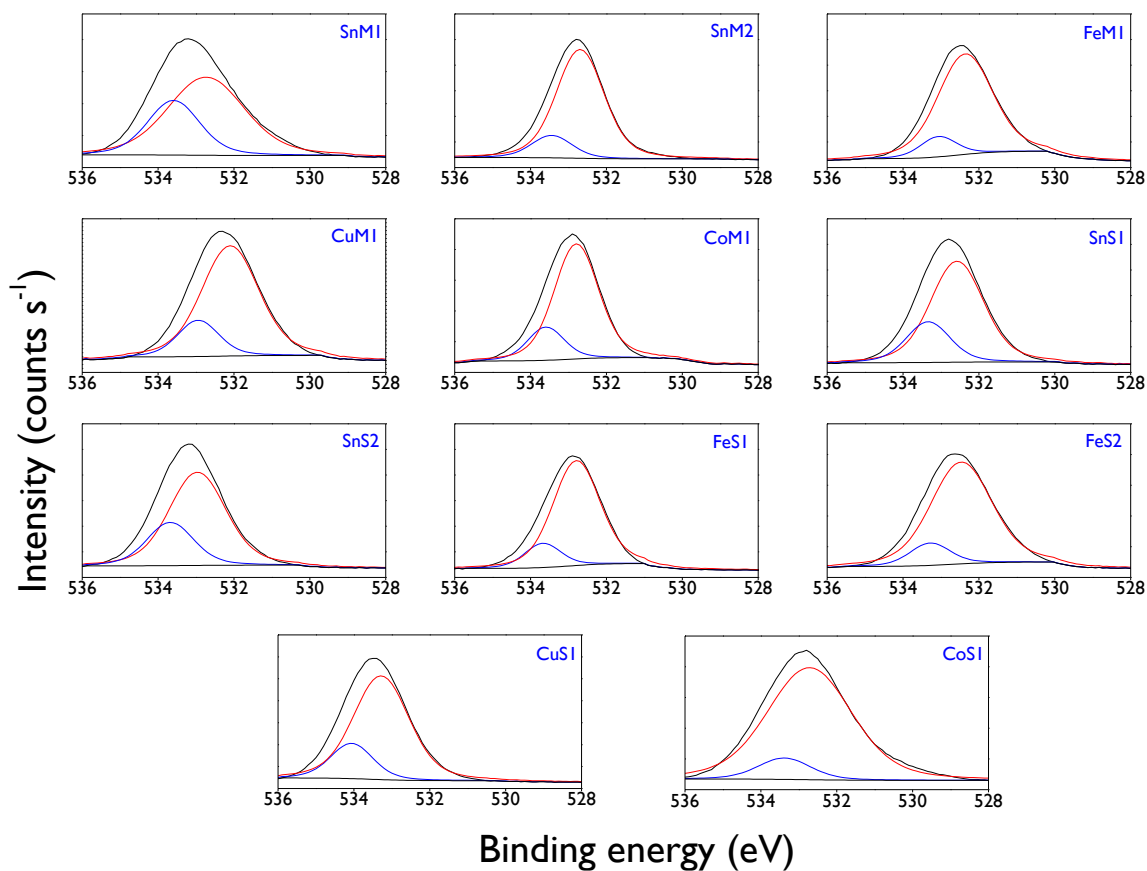 SnM1 SnM2 FeM1
536 534 532 530 528 536 534 532 530 528 536 534 532 530 528
CuM1 CoM1 SnS1
536 534 532 530 528 536 534 532 530 528 536 534 532 530 528
SnS2 FeS1 FeS2
536 534 532 530 528 536 534 532 530 528 536 534 532 530 528
CuS1 CoS1
536 534 532 530 528 536 534 532 530 528
Intensity (counts s⁻¹)
Binding energy (eV)